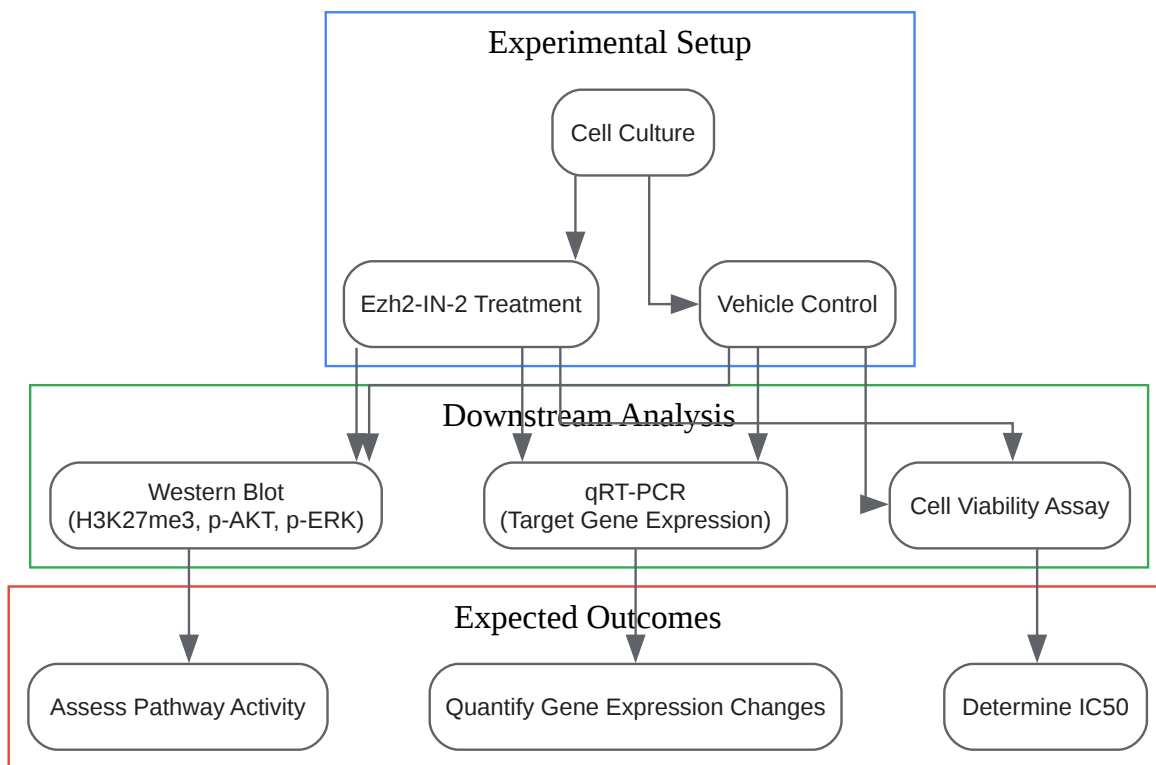 Experimental Setup
Cell Culture
Ezh2-IN-2 Treatment
Vehicle Control
Downstream Analysis
Western Blot
(H3K27me3, p-AKT, p-ERK)
qRT-PCR
(Target Gene Expression)
Cell Viability Assay
Expected Outcomes
Assess Pathway Activity
Quantify Gene Expression Changes
Determine IC50